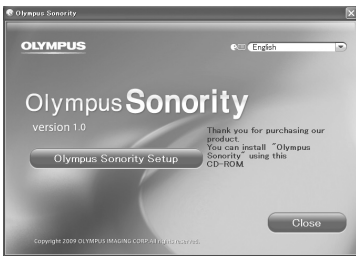 Olympus Sonority
OLYMPUS
English
Olympus Sonority
version 1.0
Thank you for purchasing our
product.
You can install "Olympus
Sonority" using this
CD-ROM.
Olympus Sonority Setup
Close
Copyright 2009 OLYMPUS IMAGING CORP. All rights reserved.